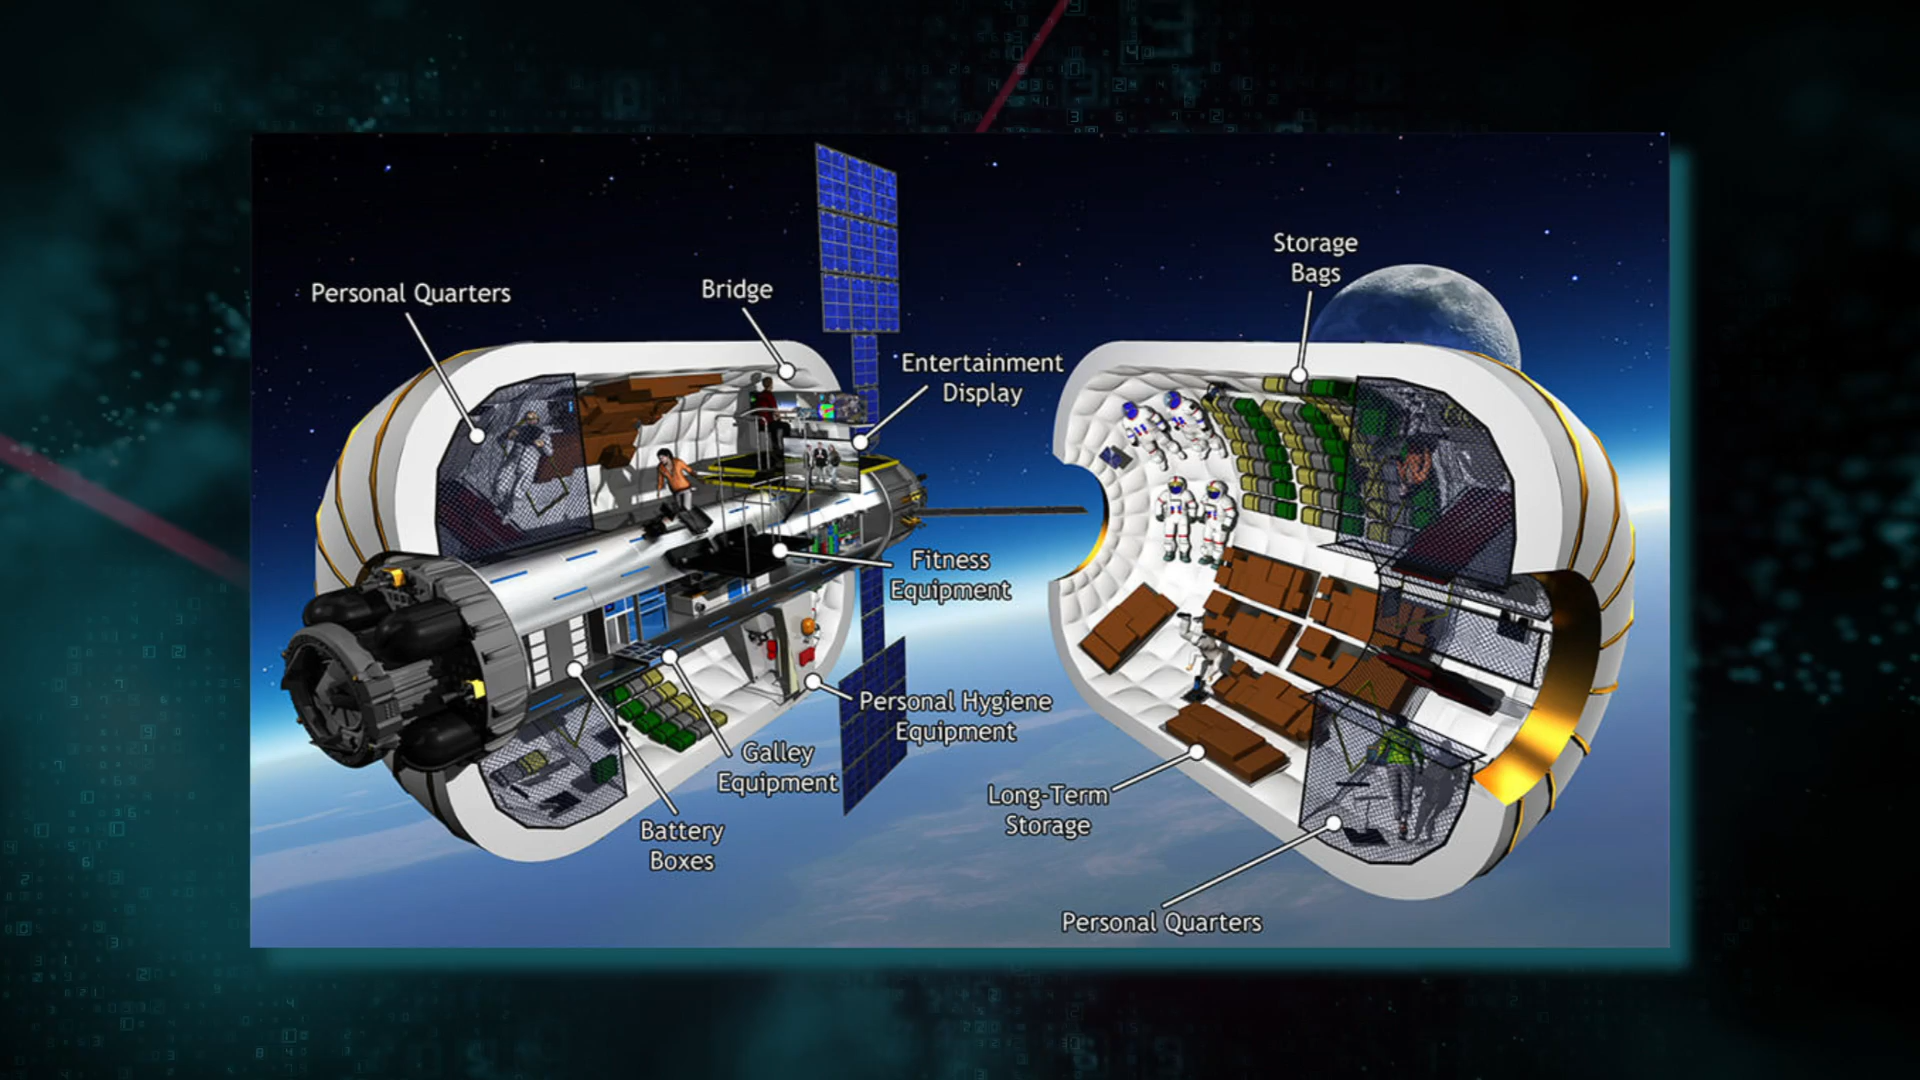 Storage
Bags
Personal Quarters
Bridge
Entertainment
Display
Fitness
Equipment
Personal Hygiene
Equipment
Galley
Equipment
Long-Term
Storage
Battery
Boxes
Personal Quarters